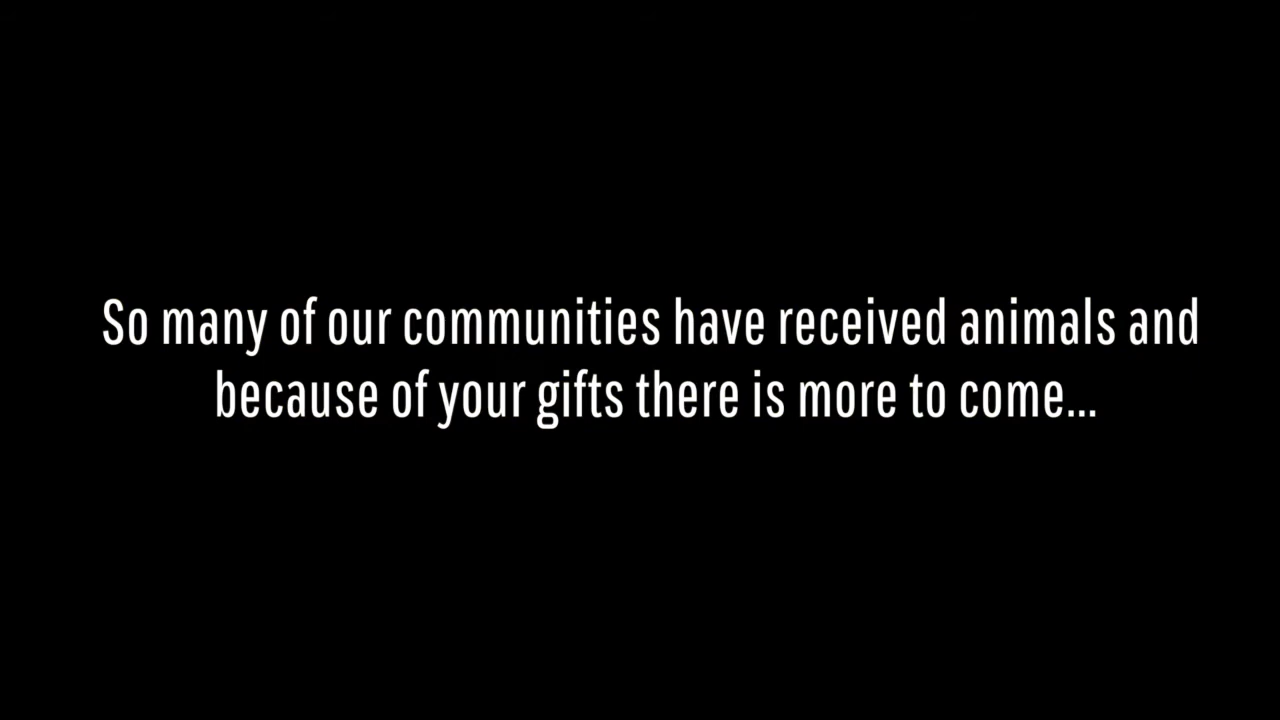 So many of our communities have received animals and
because of your gifts there is more to come...